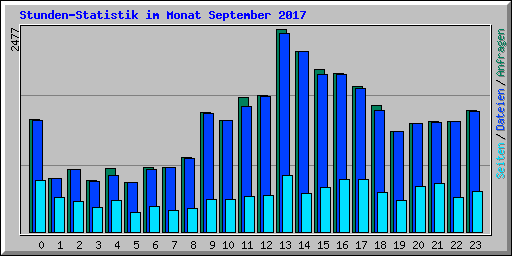 Stunden-Statistik im Monat September 2017
2477
Seiten / Dateien / Anfragen
0 1 2 3 4 5 6 7 8 9 10 11 12 13 14 15 16 17 18 19 20 21 22 23